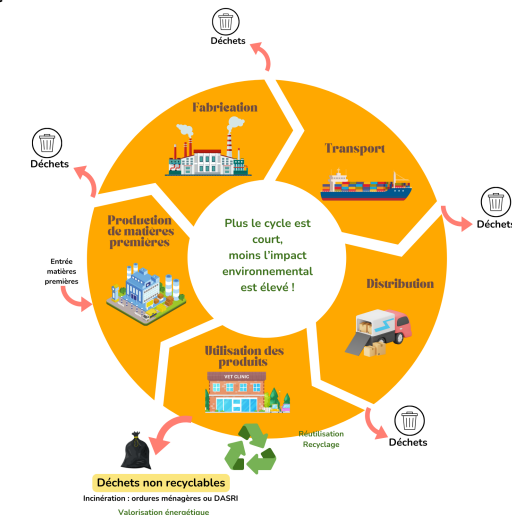 Déchets
Fabrication
Transport
Déchets
Déchets
Production
de matieres
premieres
Plus le cycle est
court,
moins l'impact
environnemental
est élevé !
Entrée
matières
premières
Distribution
Utilisation des
produits
VET CLINIC
Réutilisation
Recyclage
Déchets
Déchets non recyclables
Incinération : ordures ménagères ou DASRI
Valorisation énergétique